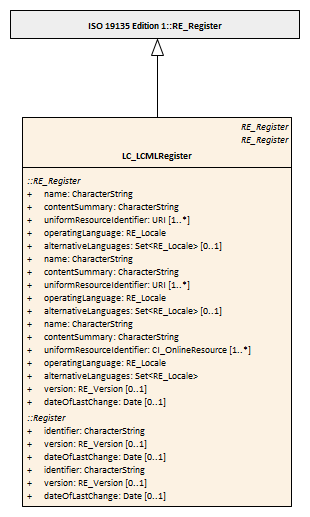 ISO 19135 Edition 1::RE_Register
RE_Register
RE_Register
LC_LCMLRegister
::RE_Register
+ name: CharacterString
+ contentSummary: CharacterString
+ uniformResourceIdentifier: URI [1..*]
+ operatingLanguage: RE_Locale
+ alternativeLanguages: Set<RE_Locale> [0..1]
+ name: CharacterString
+ contentSummary: CharacterString
+ uniformResourceIdentifier: URI [1..*]
+ operatingLanguage: RE_Locale
+ alternativeLanguages: Set<RE_Locale> [0..1]
+ name: CharacterString
+ contentSummary: CharacterString
+ uniformResourceIdentifier: CI_OnlineResource [1..*]
+ operatingLanguage: RE_Locale
+ alternativeLanguages: Set<RE_Locale>
+ version: RE_Version [0..1]
+ dateOfLastChange: Date [0..1]
::Register
+ identifier: CharacterString
+ version: RE_Version [0..1]
+ dateOfLastChange: Date [0..1]
+ identifier: CharacterString
+ version: RE_Version [0..1]
+ dateOfLastChange: Date [0..1]